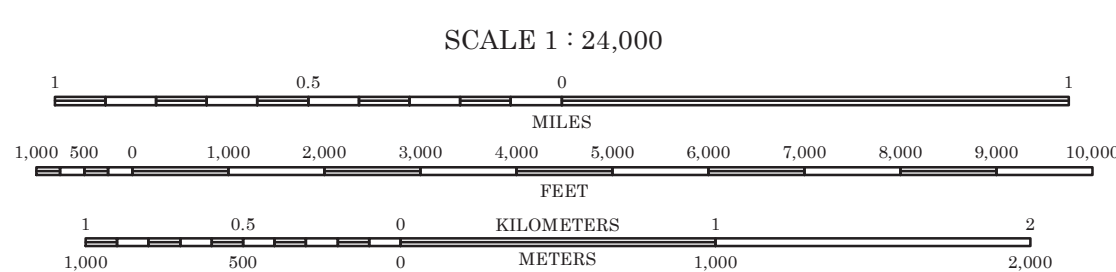 SCALE 1 : 24,000
1 0.5 0 1
MILES
1,000 500 0 1,000 2,000 3,000 4,000 5,000 6,000 7,000 8,000 9,000 10,000
FEET
1 0.5 0 KILOMETERS 1 2
1,000 500 0 METERS 1,000 2,000